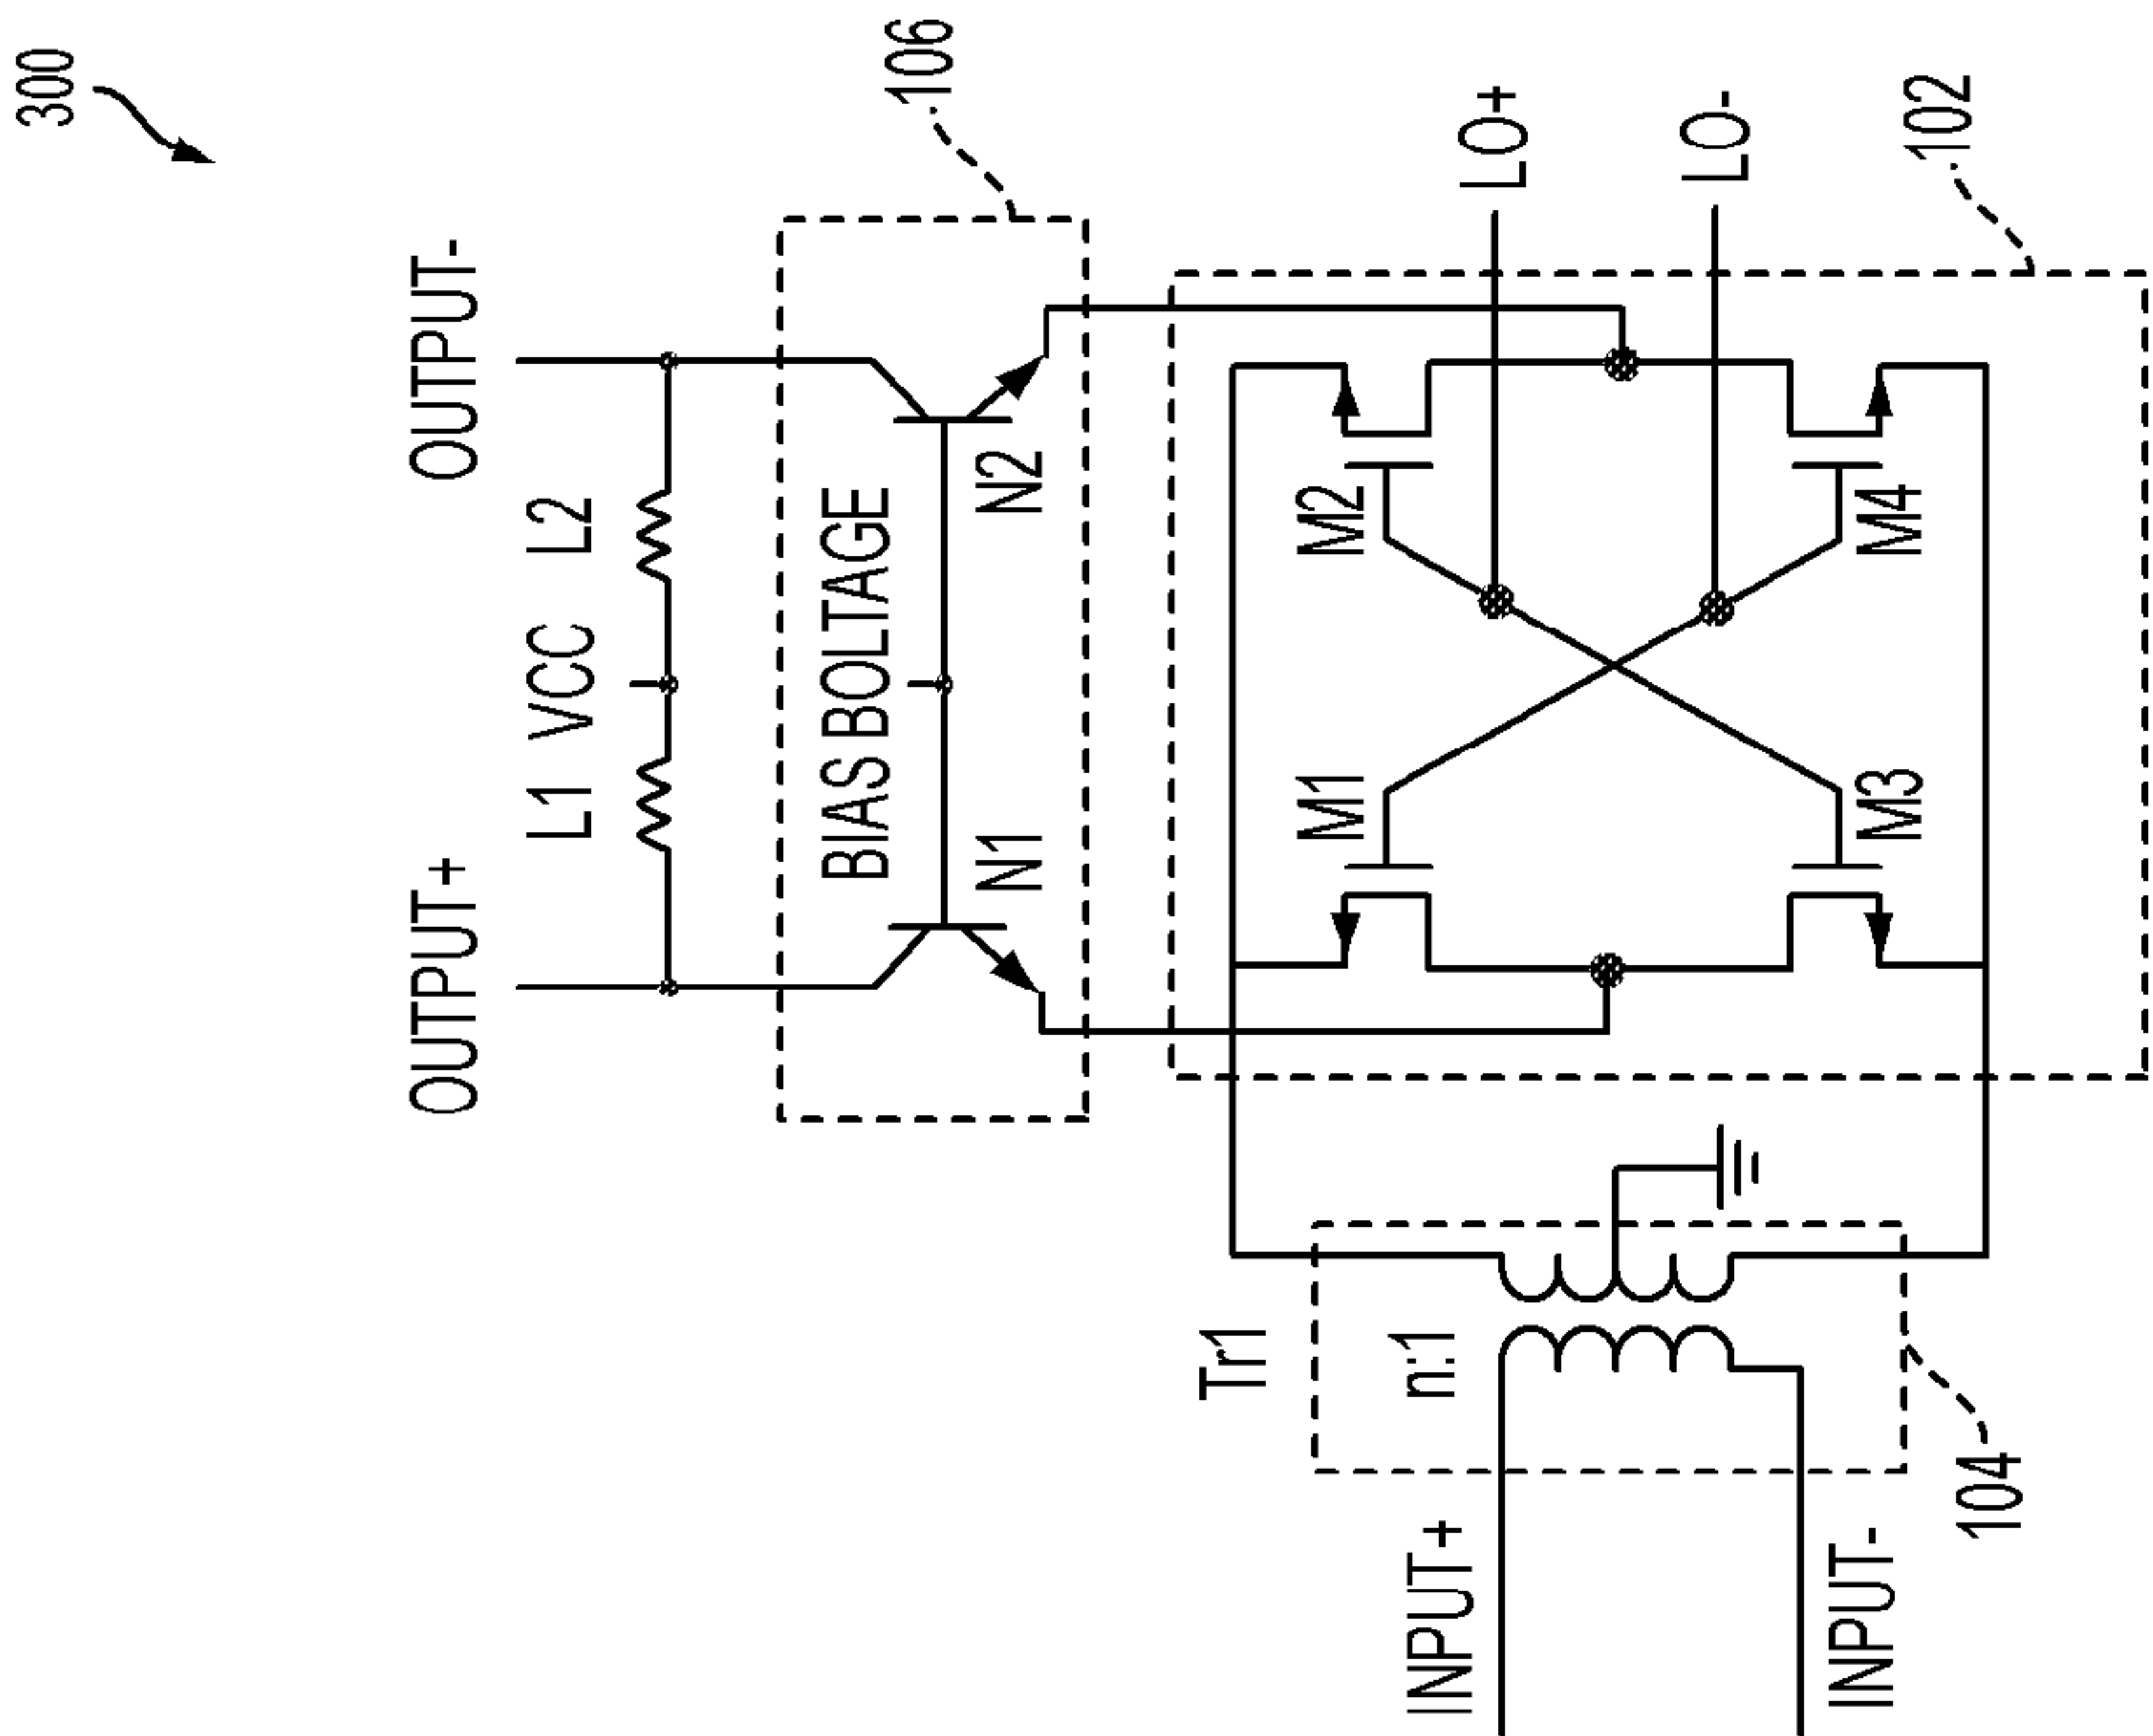 300
OUTPUT+
OUTPUT-
L1 VCC L2
BIAS BOLTAGE
N1
N2
106
Tr1
n:1
M1
M2
INPUT+
LO+
LO-
INPUT-
M3
M4
104
102